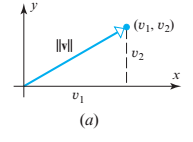 y
(v₁, v₂)
‖v‖
v₂
x
v₁
(a)